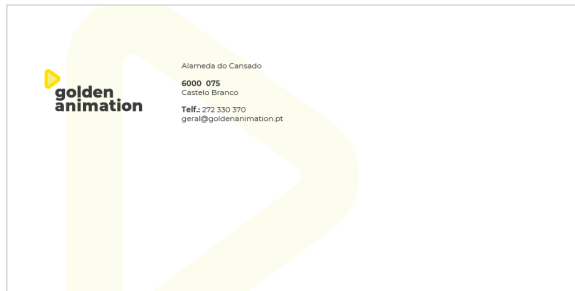 golden
animation
Alameda do Cansado
6000 075
Castelo Branco
Telf.: 272 330 370
geral@goldenanimation.pt